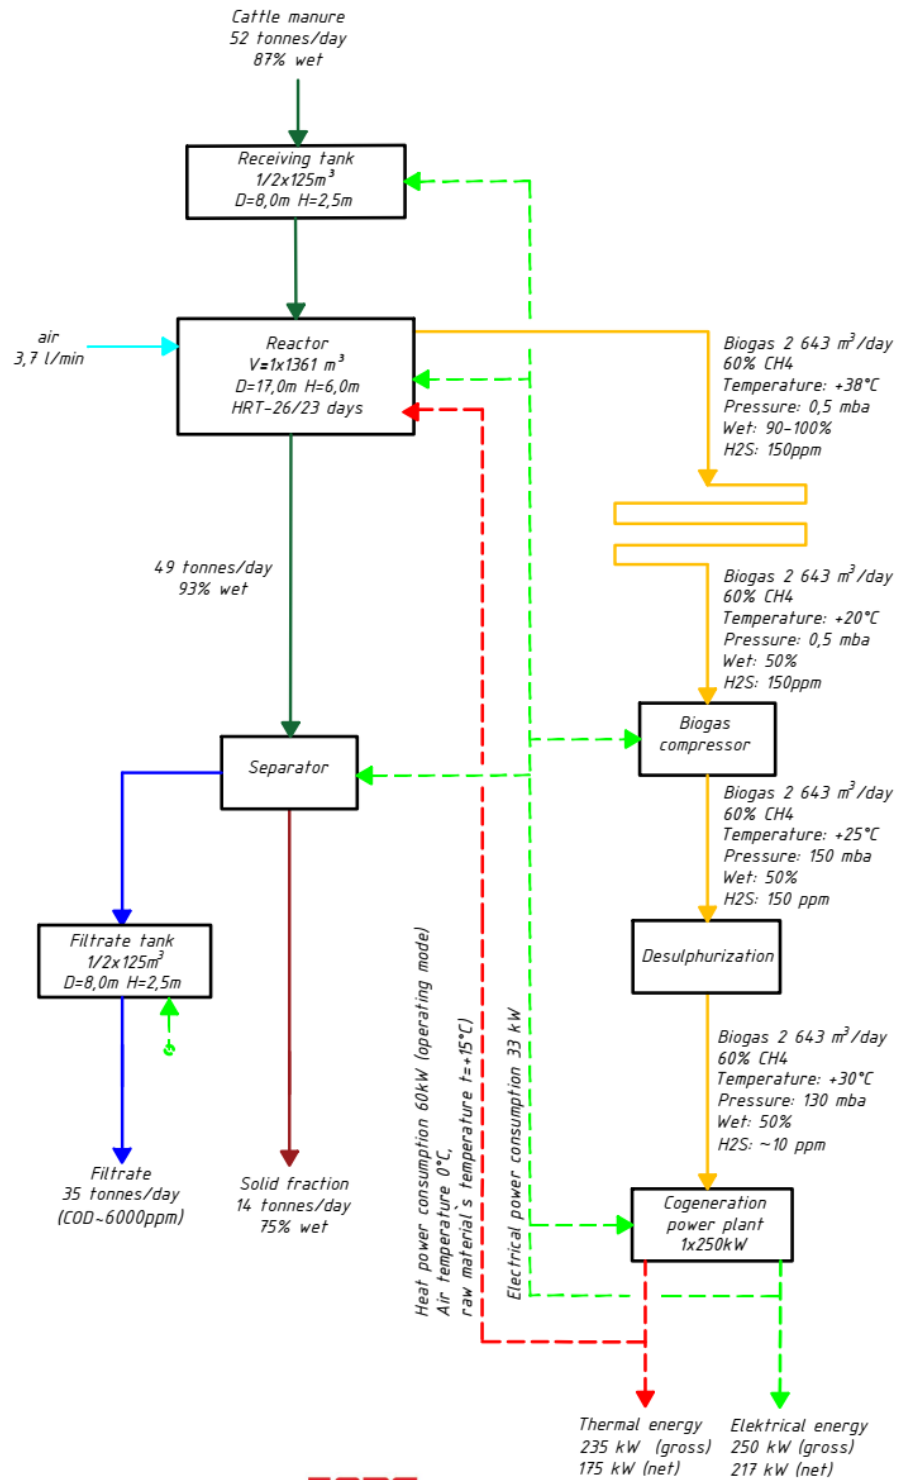 Cattle manure
52 tonnes/day
87% wet
Receiving tank
1/2x125m³
D=8,0m H=2,5m
air
3,7 l/min
Reactor
V=1x1361 m³
D=17,0m H=6,0m
HRT-26/23 days
Biogas 2 643 m³/day
60% CH4
Temperature: +38°C
Pressure: 0,5 mba
Wet: 90-100%
H2S: 150ppm
49 tonnes/day
93% wet
Biogas 2 643 m³/day
60% CH4
Temperature: +20°C
Pressure: 0,5 mba
Wet: 50%
H2S: 150ppm
Biogas
compressor
Separator
Biogas 2 643 m³/day
60% CH4
Temperature: +25°C
Pressure: 150 mba
Wet: 50%
H2S: 150 ppm
Filtrate tank
1/2x125m³
D=8,0m H=2,5m
Desulphurization
Heat power consumption 60kW (operating mode)
Air temperature 0°C,
raw material`s temperature t=+15°C)
Electrical power consumption 33 kW
Biogas 2 643 m³/day
60% CH4
Temperature: +30°C
Pressure: 130 mba
Wet: 50%
H2S: ~10 ppm
Filtrate
35 tonnes/day
(COD~6000ppm)
Solid fraction
14 tonnes/day
75% wet
Cogeneration
power plant
1x250kW
Thermal energy
235 kW (gross)
175 kW (net)
Elektrical energy
250 kW (gross)
217 kW (net)